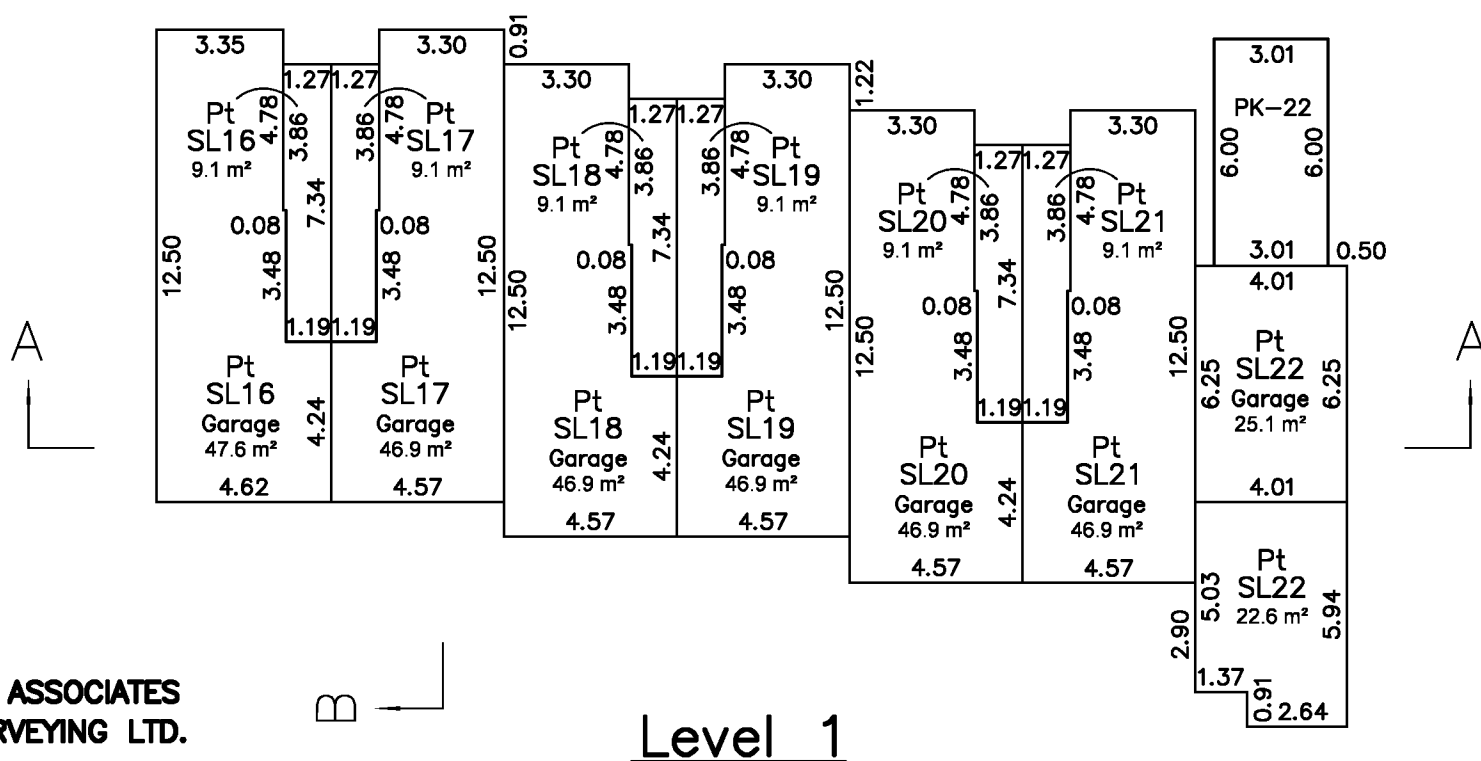 3.35
3.30
0.91
1.27
1.27
Pt
SL16
9.1 m²
4.78
3.86
3.86
4.78
Pt
SL17
9.1 m²
7.34
0.08
0.08
12.50
3.48
3.48
12.50
1.19
1.19
Pt
SL16
Garage
47.6 m²
4.24
Pt
SL17
Garage
46.9 m²
4.62
4.57
3.30
3.30
1.22
1.27
1.27
Pt
SL18
9.1 m²
4.78
3.86
3.86
4.78
Pt
SL19
9.1 m²
7.34
0.08
0.08
12.50
3.48
3.48
12.50
1.19
1.19
Pt
SL18
Garage
46.9 m²
4.24
Pt
SL19
Garage
46.9 m²
4.57
4.57
3.30
3.30
1.27
1.27
Pt
SL20
9.1 m²
4.78
3.86
3.86
4.78
Pt
SL21
9.1 m²
7.34
0.08
0.08
12.50
3.48
3.48
12.50
1.19
1.19
Pt
SL20
Garage
46.9 m²
4.24
Pt
SL21
Garage
46.9 m²
4.57
4.57
3.01
PK-22
6.00
6.00
3.01
0.50
4.01
Pt
SL22
Garage
25.1 m²
6.25
6.25
4.01
Pt
SL22
22.6 m²
5.03
5.94
2.90
1.37
0.91
2.64
A
A
B
ASSOCIATES
RVEYING LTD.
Level 1